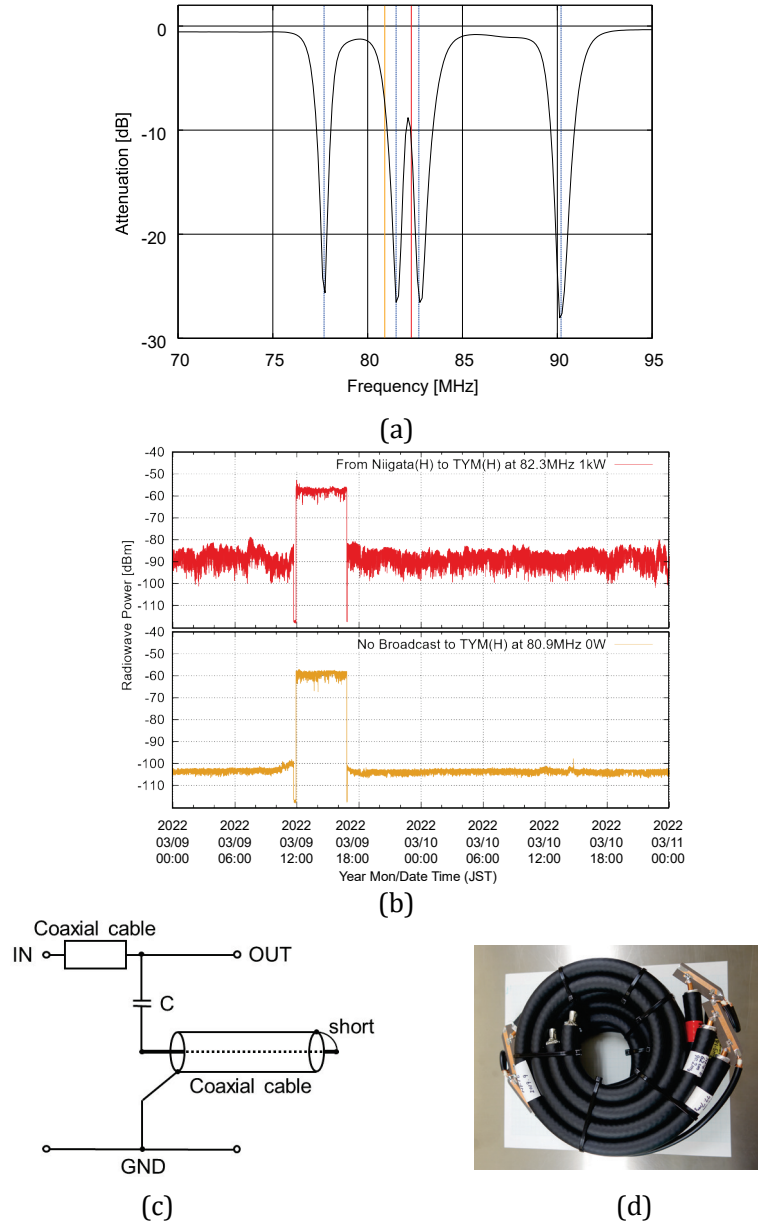 0
-10
-20
-30
Attenuation [dB]
70 75 80 85 90 95
Frequency [MHz]
(a)
-40
-50
-60
-70
-80
-90
-100
-110
From Niigata(H) to TYM(H) at 82.3MHz 1kW
Radiowave Power [dBm]
-40
-50
-60
-70
-80
-90
-100
-110
No Broadcast to TYM(H) at 80.9MHz 0W
2022 2022 2022 2022 2022 2022 2022 2022 2022
03/09 03/09 03/09 03/09 03/10 03/10 03/10 03/10 03/11
00:00 06:00 12:00 18:00 00:00 06:00 12:00 18:00 00:00
Year Mon/Date Time (JST)
(b)
Coaxial cable
IN
OUT
C
short
Coaxial cable
GND
(c)
(d)